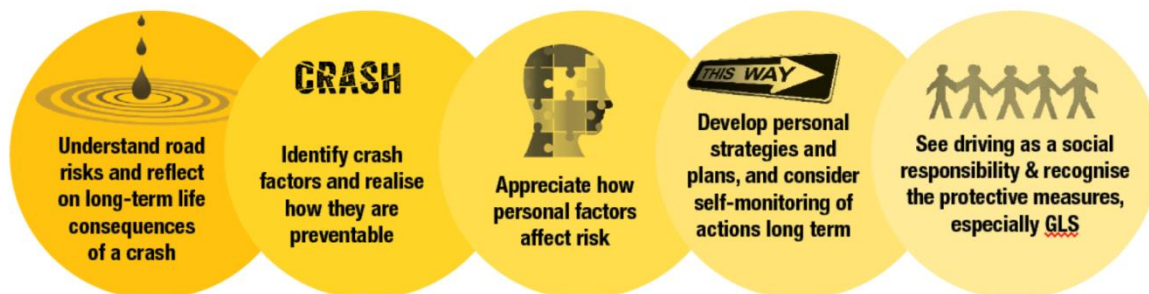 Understand road
risks and reflect
on long-term life
consequences
of a crash
CRASH
Identify crash
factors and realise
how they are
preventable
Appreciate how
personal factors
affect risk
THIS WAY
Develop personal
strategies and
plans, and consider
self-monitoring of
actions long term
See driving as a social
responsibility & recognise
the protective measures,
especially GLS